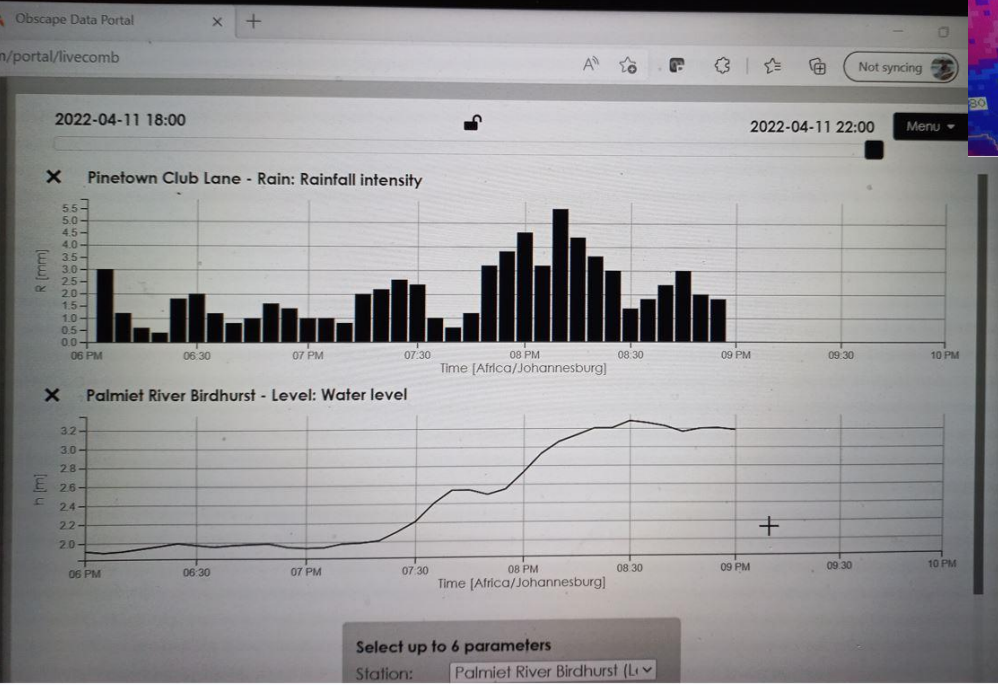 Obscape Data Portal
n/portal/livecomb
Not syncing
80
2022-04-11 18:00
2022-04-11 22:00
Menu
Pinetown Club Lane - Rain: Rainfall intensity
R [mm]
5.5
5.0
4.5
4.0
3.5
3.0
2.5
2.0
1.5
1.0
0.5
0.0
06 PM 06:30 07 PM 07:30 08 PM 08:30 09 PM 09:30 10 PM
Time [Africa/Johannesburg]
Palmiet River Birdhurst - Level: Water level
h [m]
3.2
3.0
2.8
2.6
2.4
2.2
2.0
06 PM 06:30 07 PM 07:30 08 PM 08:30 09 PM 09:30 10 PM
Time [Africa/Johannesburg]
Select up to 6 parameters
Station: Palmiet River Birdhurst (L